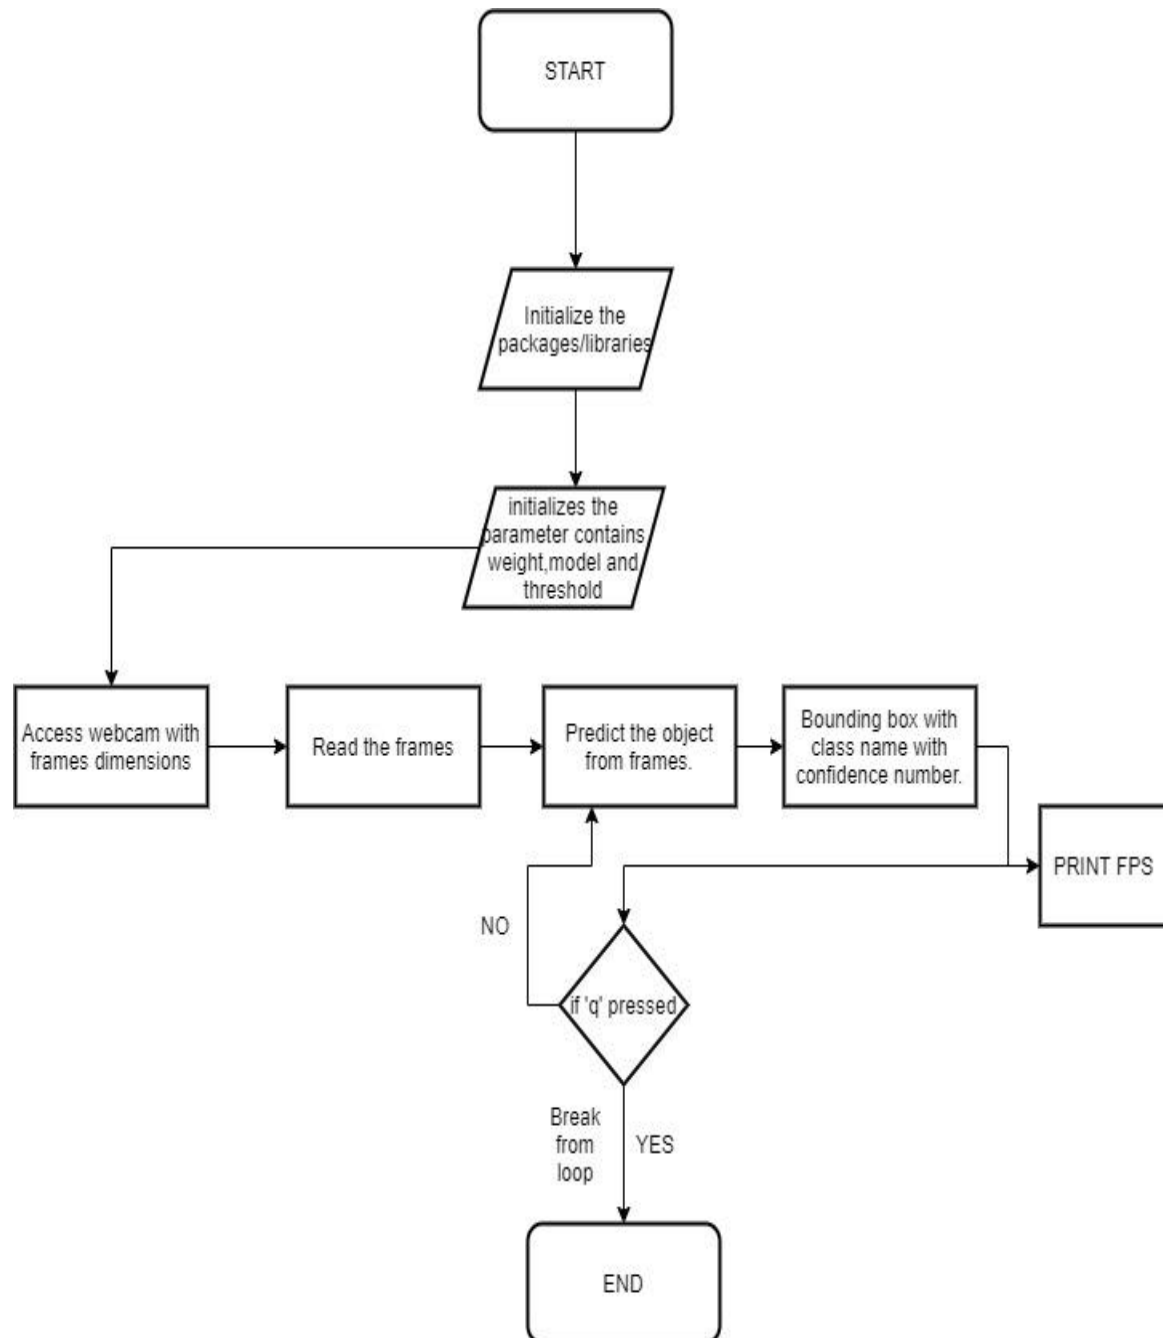 START
Initialize the
packages/libraries
initializes the
parameter contains
weight,model and
threshold
Access webcam with
frames dimensions
Read the frames
Predict the object
from frames.
Bounding box with
class name with
confidence number.
PRINT FPS
NO
if 'q' pressed
Break
from
loop
YES
END